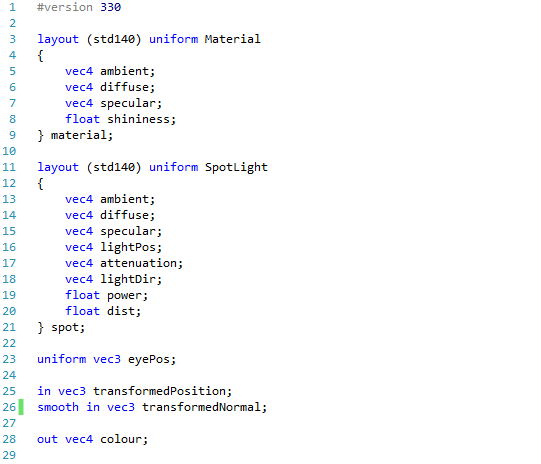 1 #version 330
2
3 layout (std140) uniform Material
4 {
5     vec4 ambient;
6     vec4 diffuse;
7     vec4 specular;
8     float shininess;
9 } material;
10
11 layout (std140) uniform SpotLight
12 {
13     vec4 ambient;
14     vec4 diffuse;
15     vec4 specular;
16     vec4 lightPos;
17     vec4 attenuation;
18     vec4 lightDir;
19     float power;
20     float dist;
21 } spot;
22
23 uniform vec3 eyePos;
24
25 in vec3 transformedPosition;
26 smooth in vec3 transformedNormal;
27
28 out vec4 colour;
29